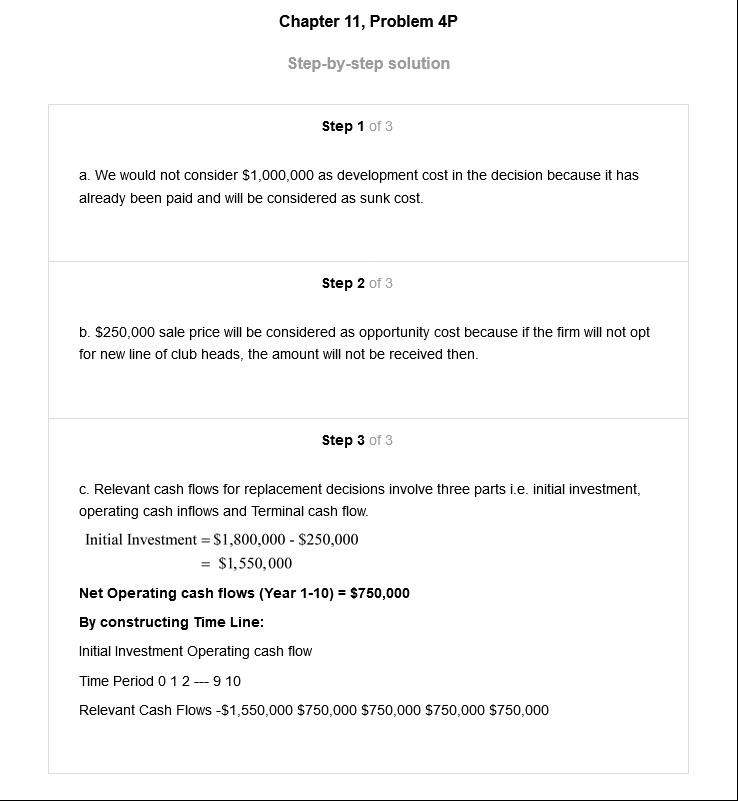 Chapter 11, Problem 4P
Step-by-step solution
Step 1 of 3
a. We would not consider $1,000,000 as development cost in the decision because it has
already been paid and will be considered as sunk cost.
Step 2 of 3
b. $250,000 sale price will be considered as opportunity cost because if the firm will not opt
for new line of club heads, the amount will not be received then.
Step 3 of 3
c. Relevant cash flows for replacement decisions involve three parts i.e. initial investment,
operating cash inflows and Terminal cash flow.
Initial Investment = $1,800,000 - $250,000
= $1,550,000
Net Operating cash flows (Year 1-10) = $750,000
By constructing Time Line:
Initial Investment Operating cash flow
Time Period 0 1 2 --- 9 10
Relevant Cash Flows -$1,550,000 $750,000 $750,000 $750,000 $750,000